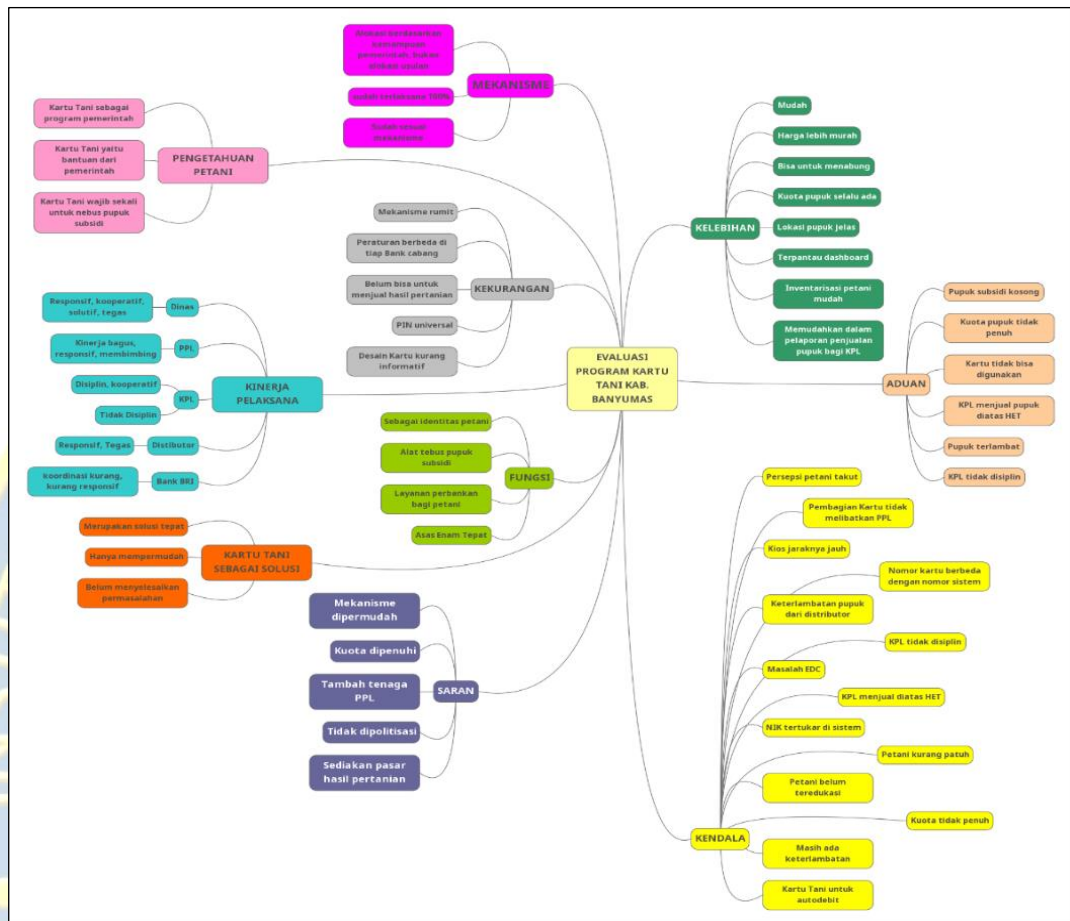 MEKANISME
Alokasi berdasarkan
kemampuan
pemerintah, bukan
alokasi usulan
sudah terlaksana 100%
Sudah sesuai
mekanisme
PENGETAHUAN
PETANI
Kartu Tani sebagai
program pemerintah
Kartu Tani yaitu
bantuan dari
pemerintah
Kartu Tani wajib sekali
untuk nebus pupuk
subsidi
KEKURANGAN
Mekanisme rumit
Peraturan berbeda di
tiap Bank cabang
Belum bisa untuk
menjual hasil pertanian
PIN universal
Desain Kartu kurang
informatif
KINERJA
PELAKSANA
Dinas
Responsif, kooperatif,
solutif, tegas
PPL
Kinerja bagus,
responsif, membimbing
KPL
Disiplin, kooperatif
Tidak Disiplin
Distibutor
Responsif, Tegas
Bank BRI
koordinasi kurang,
kurang responsif
FUNGSI
Sebagai identitas petani
Alat tebus pupuk
subsidi
Layanan perbankan
bagi petani
Asas Enam Tepat
KARTU TANI
SEBAGAI SOLUSI
Merupakan solusi tepat
Hanya mempermudah
Belum menyelesaikan
permasalahan
SARAN
Mekanisme
dipermudah
Kuota dipenuhi
Tambah tenaga
PPL
Tidak dipolitisasi
Sediakan pasar
hasil pertanian
EVALUASI
PROGRAM KARTU
TANI KAB.
BANYUMAS
KELEBIHAN
Mudah
Harga lebih murah
Bisa untuk menabung
Kuota pupuk selalu ada
Lokasi pupuk jelas
Terpantau dashboard
Inventarisasi petani
mudah
Memudahkan dalam
pelaporan penjualan
pupuk bagi KPL
ADUAN
Pupuk subsidi kosong
Kuota pupuk tidak
penuh
Kartu tidak bisa
digunakan
KPL menjual pupuk
diatas HET
Pupuk terlambat
KPL tidak disiplin
KENDALA
Persepsi petani takut
Pembagian Kartu tidak
melibatkan PPL
Kios jaraknya jauh
Nomor kartu berbeda
dengan nomor sistem
Keterlambatan pupuk
dari distributor
KPL tidak disiplin
Masalah EDC
KPL menjual diatas HET
NIK tertukar di sistem
Petani kurang patuh
Petani belum
teredukasi
Kuota tidak penuh
Masih ada
keterlambatan
Kartu Tani untuk
autodebit